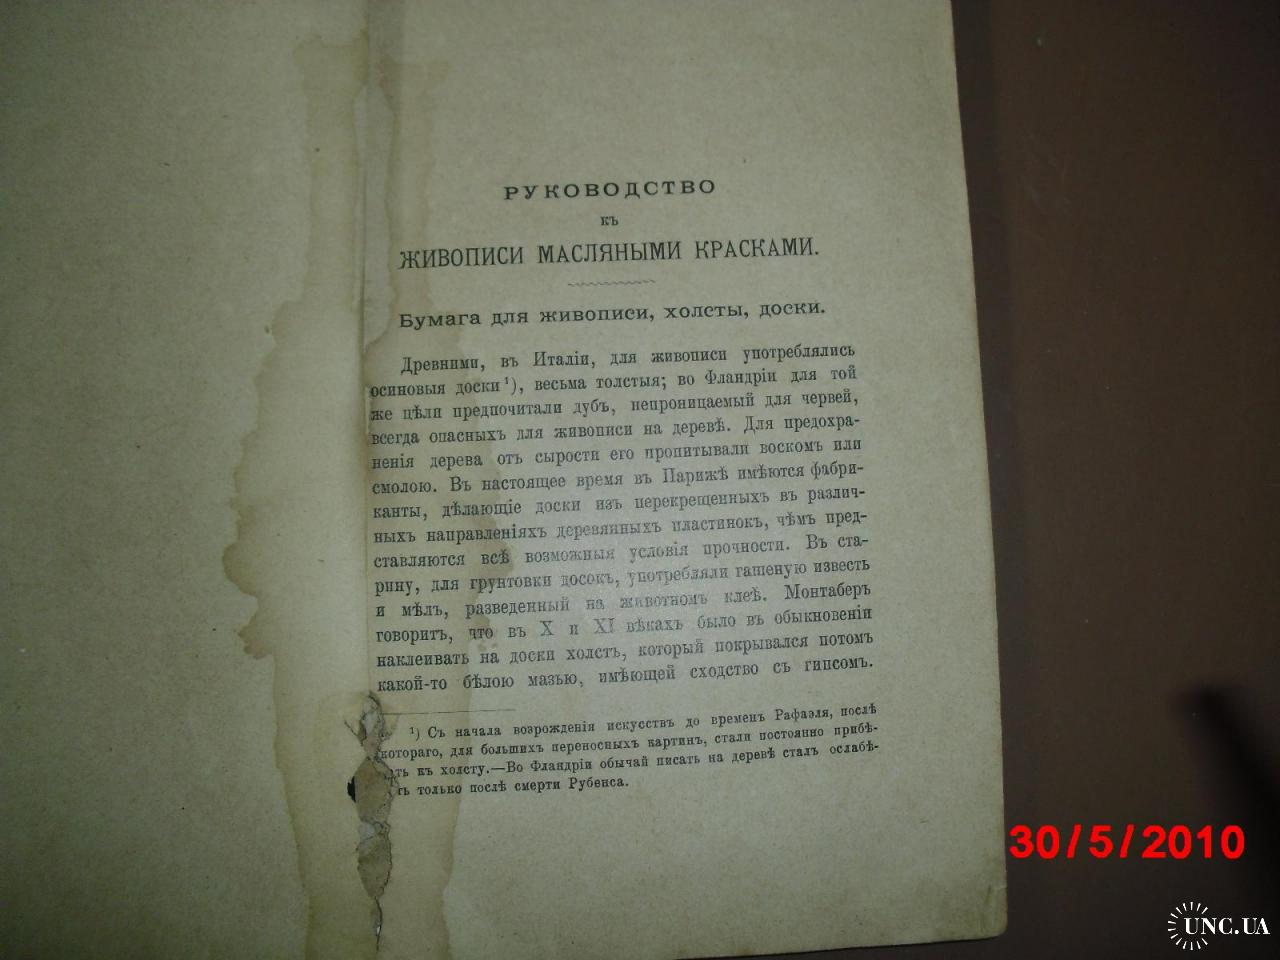 РУКОВОДСТВО
КЪ
ЖИВОПИСИ МАСЛЯНЫМИ КРАСКАМИ.
Бумага для живописи, холсты, доски.
Древними, въ Италіи, для живописи употреблялись
осиновыя доски¹), весьма толстыя; во Фландріи для той
же цѣли предпочитали дубъ, непроницаемый для червей,
всегда опасныхъ для живописи на деревѣ. Для предохра-
ненія дерева отъ сырости его пропитывали воскомъ или
смолою. Въ настоящее время въ Парижѣ имѣются фабри-
канты, дѣлающіе доски изъ перекрещенныхъ въ различ-
ныхъ направленіяхъ деревянныхъ пластинокъ, чѣмъ пред-
ставляются всѣ возможныя условія прочности. Въ ста-
рину, для грунтовки досокъ, употребляли гашеную известь
и мѣлъ, разведенный на животномъ клеѣ. Монтаберъ
говоритъ, что въ X и XI вѣкахъ было въ обыкновеніи
наклеивать на доски холстъ, который покрывался потомъ
какой-то бѣлою мазью, имѣющей сходство съ гипсомъ.
¹) Съ начала возрожденія искусствъ до временъ Рафаэля, послѣ
котораго, для большихъ переносныхъ картинъ, стали постоянно прибѣ-
къ холсту.—Во Фландріи обычай писать на деревѣ сталъ ослабѣ-
только послѣ смерти Рубенса.
30/5/2010
UNC.UA